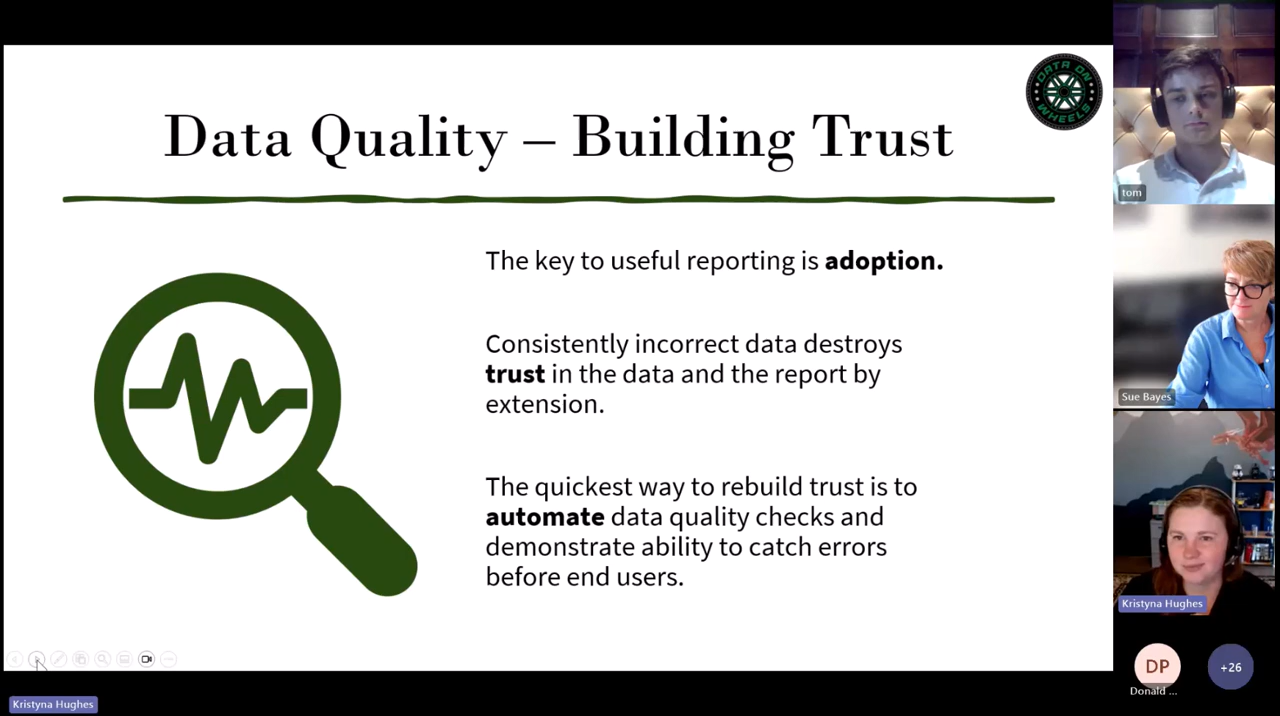 DATA ON
WHEELS
Data Quality – Building Trust
The key to useful reporting is adoption.
Consistently incorrect data destroys
trust in the data and the report by
extension.
The quickest way to rebuild trust is to
automate data quality checks and
demonstrate ability to catch errors
before end users.
tom
Sue Bayes
Kristyna Hughes
DP
Donald ...
+26
Kristyna Hughes